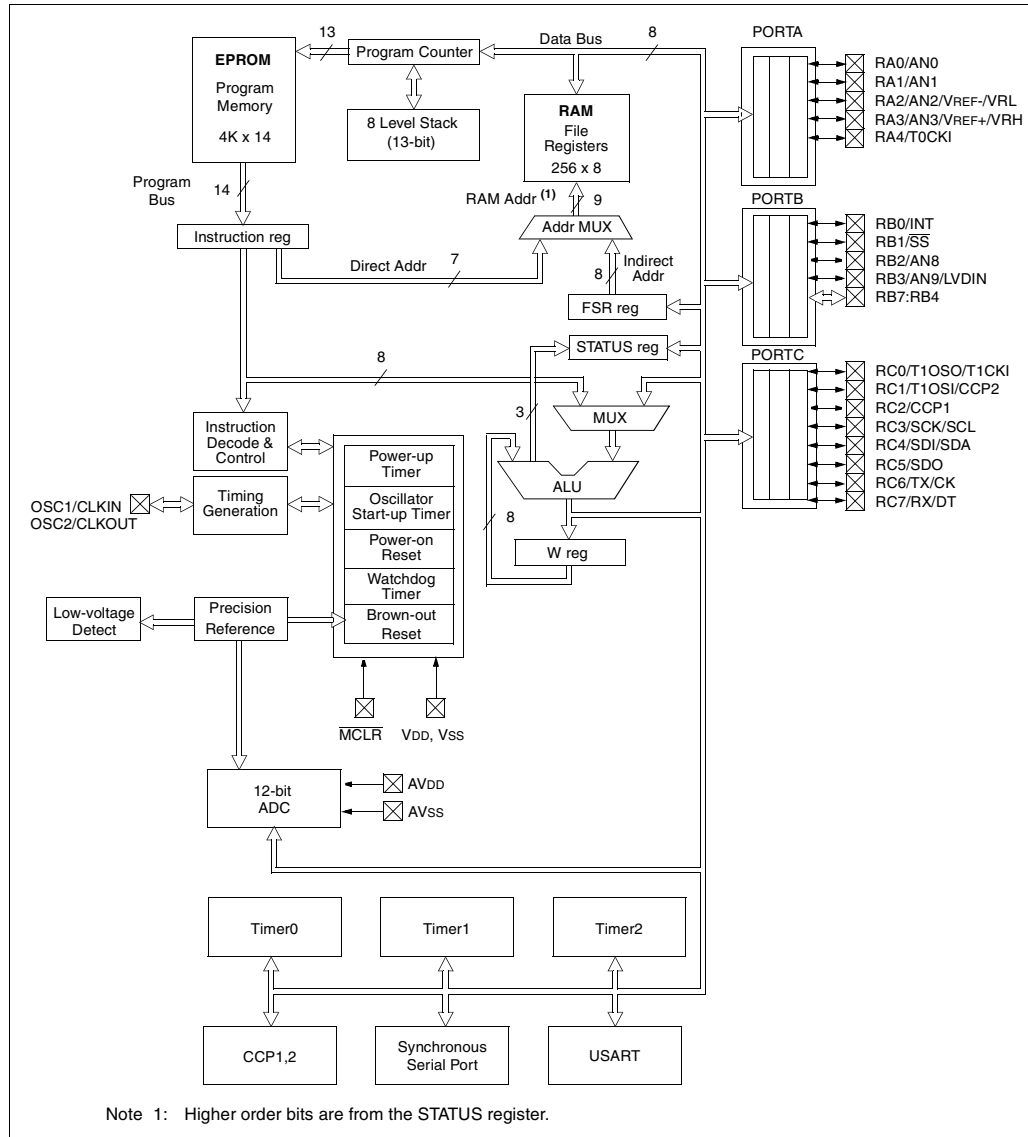 13
Data Bus
8
PORTA
EPROM
Program
Memory
4K x 14
Program Counter
8 Level Stack
(13-bit)
RAM
File
Registers
256 x 8
RA0/AN0
RA1/AN1
RA2/AN2/VREF-/VRL
RA3/AN3/VREF+/VRH
RA4/T0CKI
Program
Bus
14
RAM Addr (1)
9
PORTB
Instruction reg
Addr MUX
RB0/INT
RB1/SS
RB2/AN8
RB3/AN9/LVDIN
RB7:RB4
Direct Addr
7
8
Indirect
Addr
FSR reg
STATUS reg
PORTC
8
3
MUX
RC0/T1OSO/T1CKI
RC1/T1OSI/CCP2
RC2/CCP1
RC3/SCK/SCL
RC4/SDI/SDA
RC5/SDO
RC6/TX/CK
RC7/RX/DT
Instruction
Decode &
Control
Power-up
Timer
Oscillator
Start-up Timer
Power-on
Reset
Watchdog
Timer
Brown-out
Reset
ALU
8
W reg
OSC1/CLKIN
OSC2/CLKOUT
Timing
Generation
Low-voltage
Detect
Precision
Reference
MCLR
VDD, VSS
12-bit
ADC
AVDD
AVSS
Timer0
Timer1
Timer2
CCP1,2
Synchronous
Serial Port
USART
Note 1: Higher order bits are from the STATUS register.